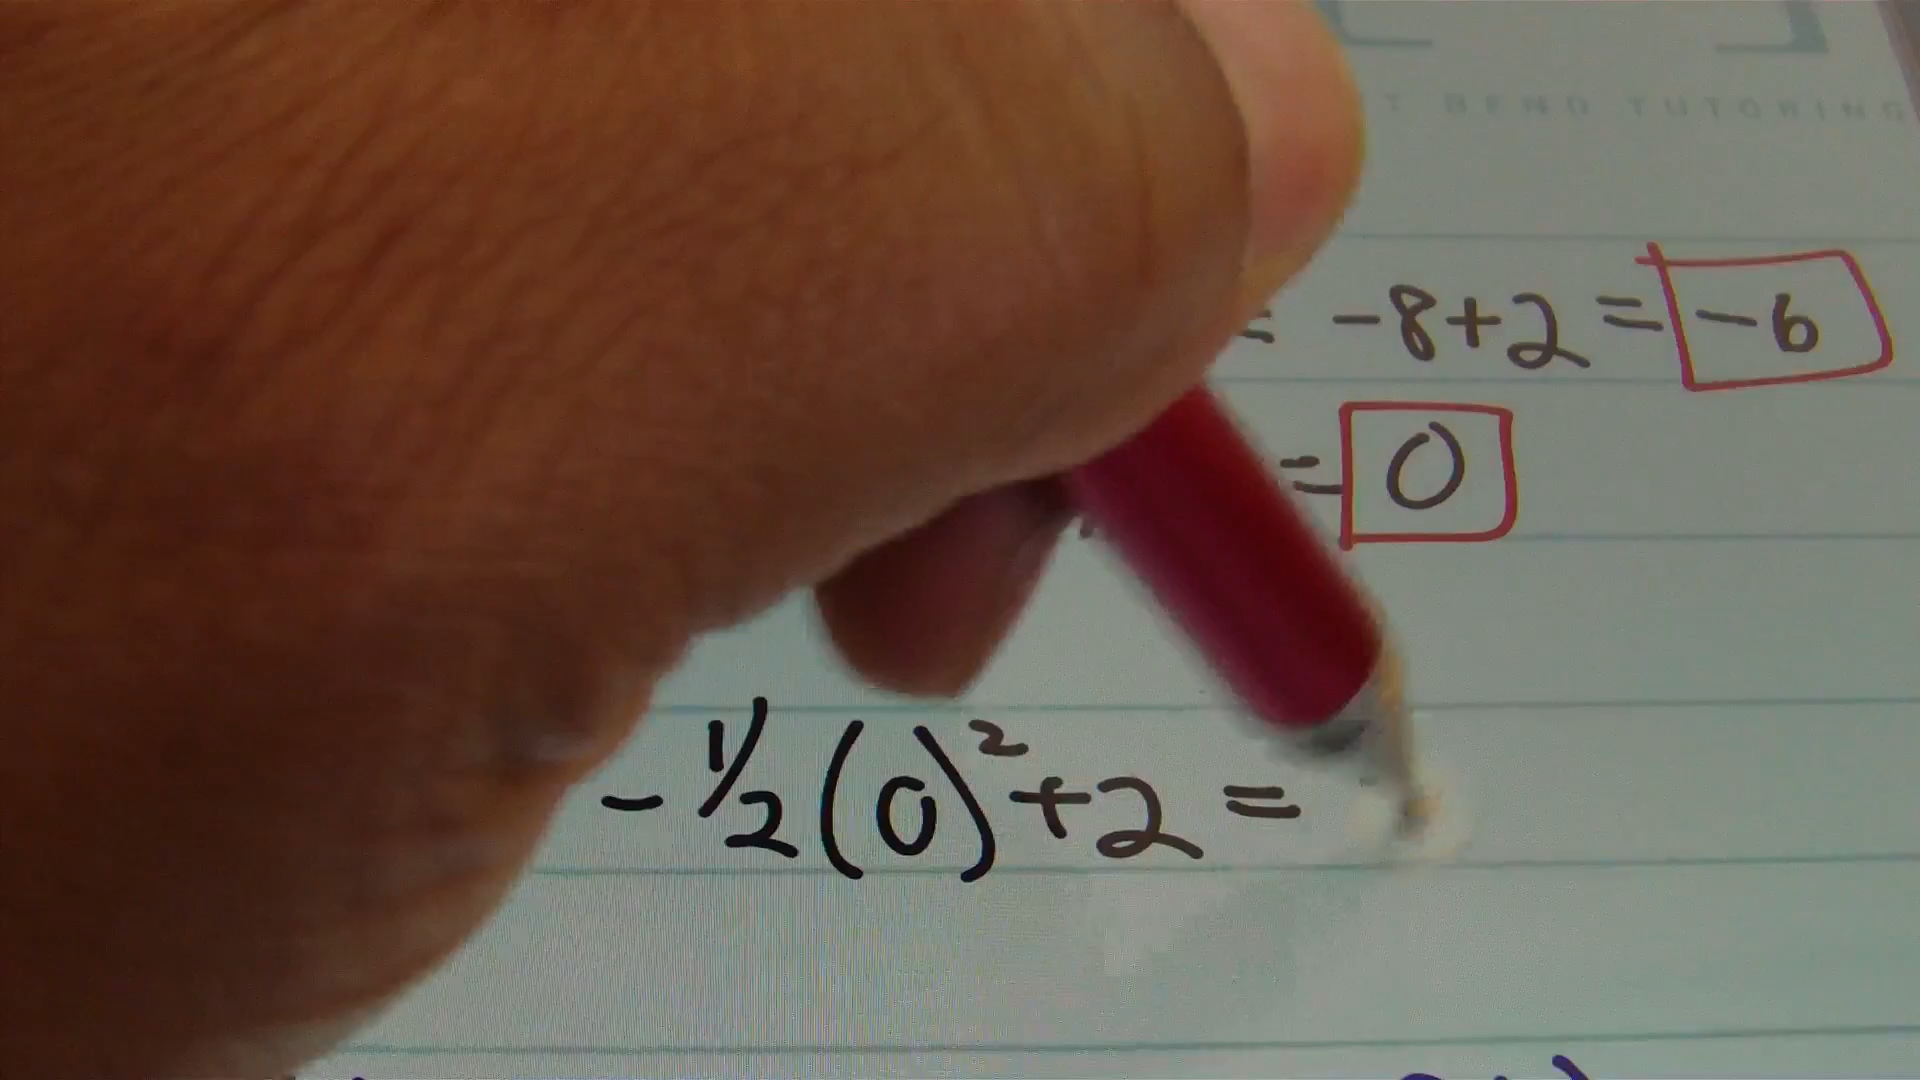 BEND TUTORING
= -8+2 = -6
= 0
-1/2(0)²+2 =